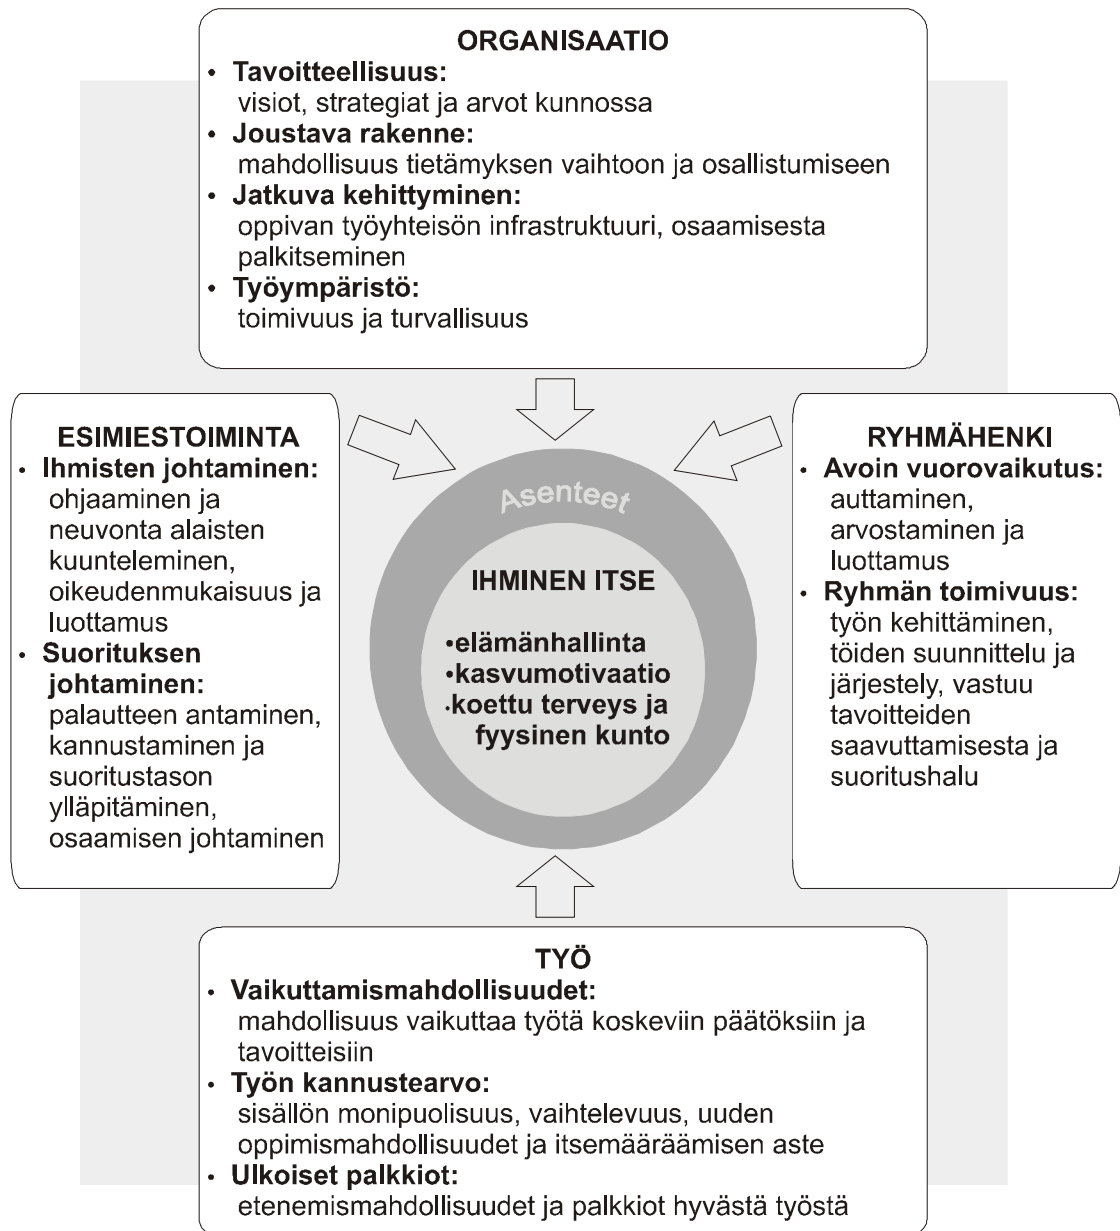 ORGANISAATIO
• Tavoitteellisuus:
visiot, strategiat ja arvot kunnossa
• Joustava rakenne:
mahdollisuus tietämyksen vaihtoon ja osallistumiseen
• Jatkuva kehittyminen:
oppivan työyhteisön infrastruktuuri, osaamisesta
palkitseminen
• Työympäristö:
toimivuus ja turvallisuus
ESIMIESTOIMINTA
• Ihmisten johtaminen:
ohjaaminen ja
neuvonta alaisten
kuunteleminen,
oikeudenmukaisuus ja
luottamus
• Suorituksen
johtaminen:
palautteen antaminen,
kannustaminen ja
suoritustason
ylläpitäminen,
osaamisen johtaminen
Asenteet
IHMINEN ITSE
•elämänhallinta
•kasvumotivaatio
•koettu terveys ja
fyysinen kunto
RYHMÄHENKI
• Avoin vuorovaikutus:
auttaminen,
arvostaminen ja
luottamus
• Ryhmän toimivuus:
työn kehittäminen,
töiden suunnittelu ja
järjestely, vastuu
tavoitteiden
saavuttamisesta ja
suoritushalu
TYÖ
• Vaikuttamismahdollisuudet:
mahdollisuus vaikuttaa työtä koskeviin päätöksiin ja
tavoitteisiin
• Työn kannustearvo:
sisällön monipuolisuus, vaihtelevuus, uuden
oppimismahdollisuudet ja itsemääräämisen aste
• Ulkoiset palkkiot:
etenemismahdollisuudet ja palkkiot hyvästä työstä